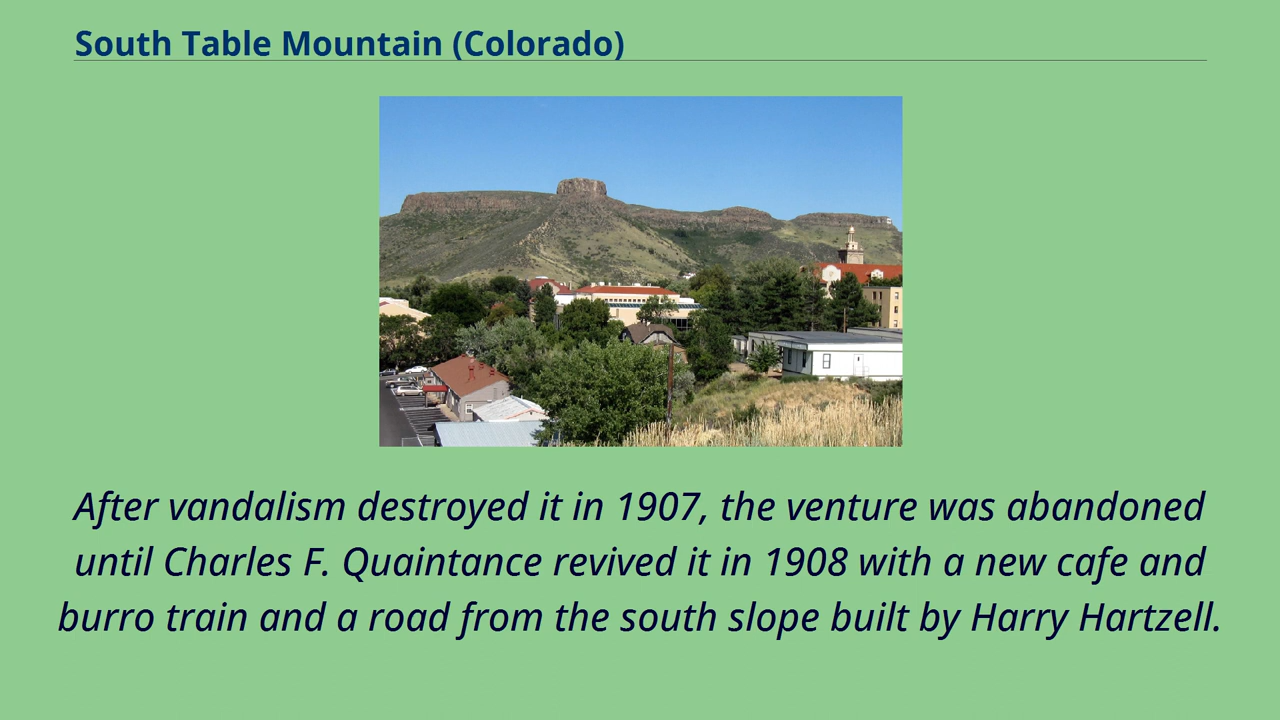 South Table Mountain (Colorado)
After vandalism destroyed it in 1907, the venture was abandoned
until Charles F. Quaintance revived it in 1908 with a new cafe and
burro train and a road from the south slope built by Harry Hartzell.